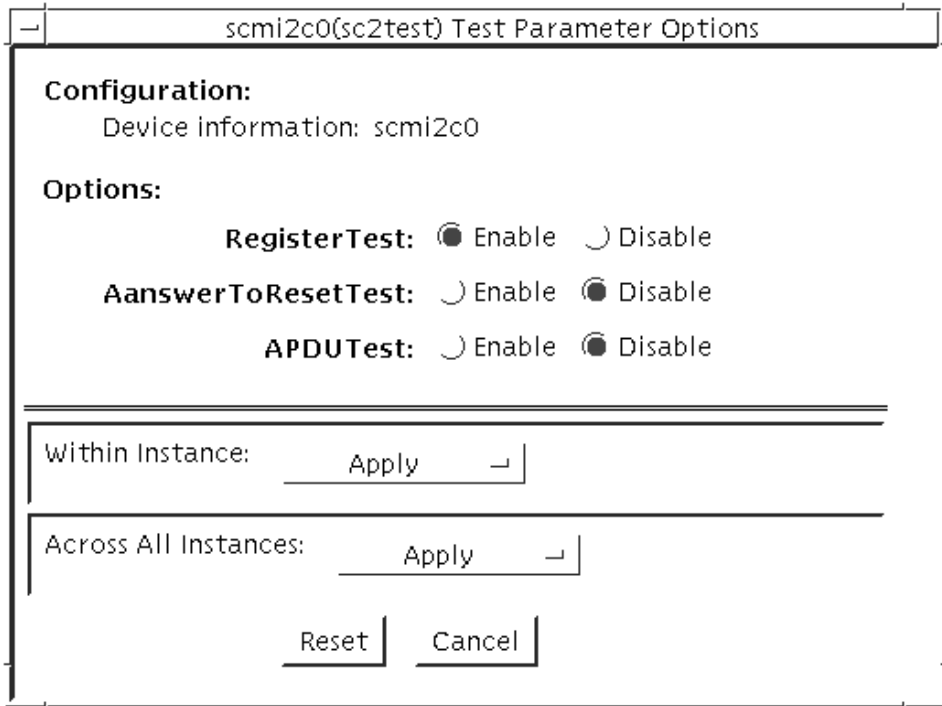 scmi2c0(sc2test) Test Parameter Options
Configuration:
Device information: scmi2c0
Options:
RegisterTest: Enable Disable
AanswerToResetTest: Enable Disable
APDUTest: Enable Disable
Within Instance: Apply
Across All Instances: Apply
Reset Cancel